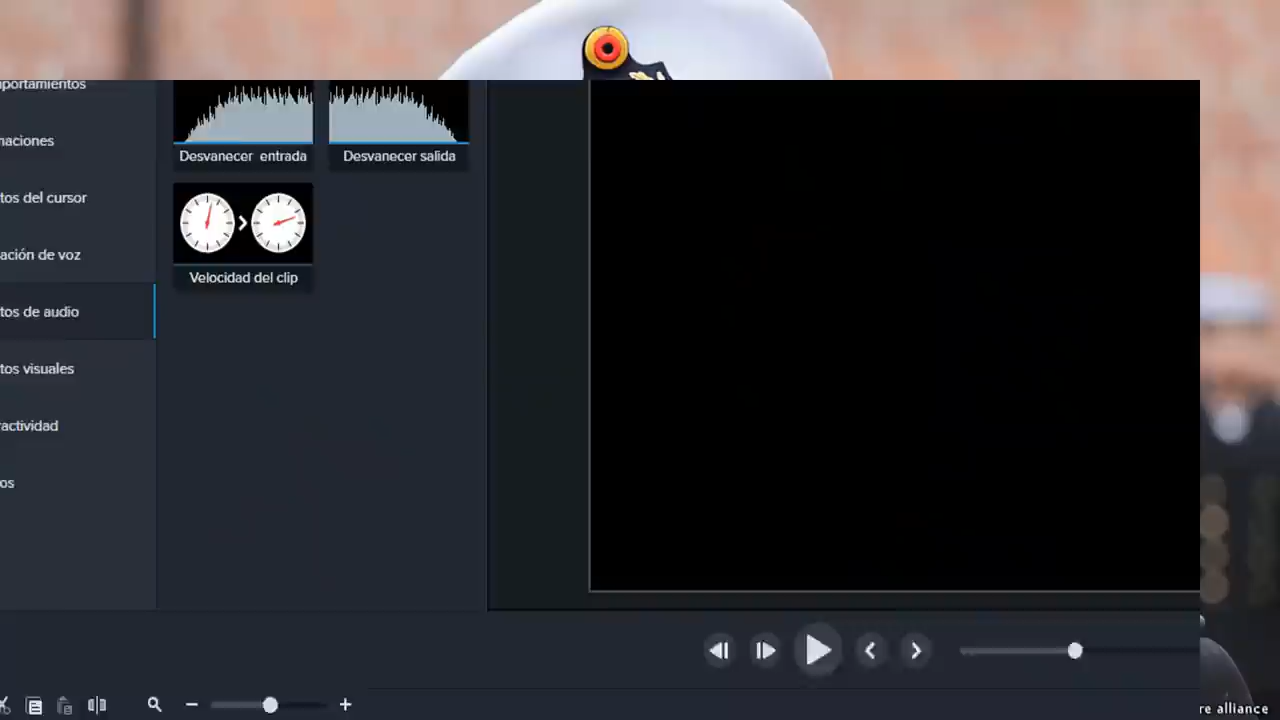 portamientos
Desvanecer entrada
Desvanecer salida
naciones
tos del cursor
ación de voz
Velocidad del clip
tos de audio
tos visuales
ractividad
os
re alliance